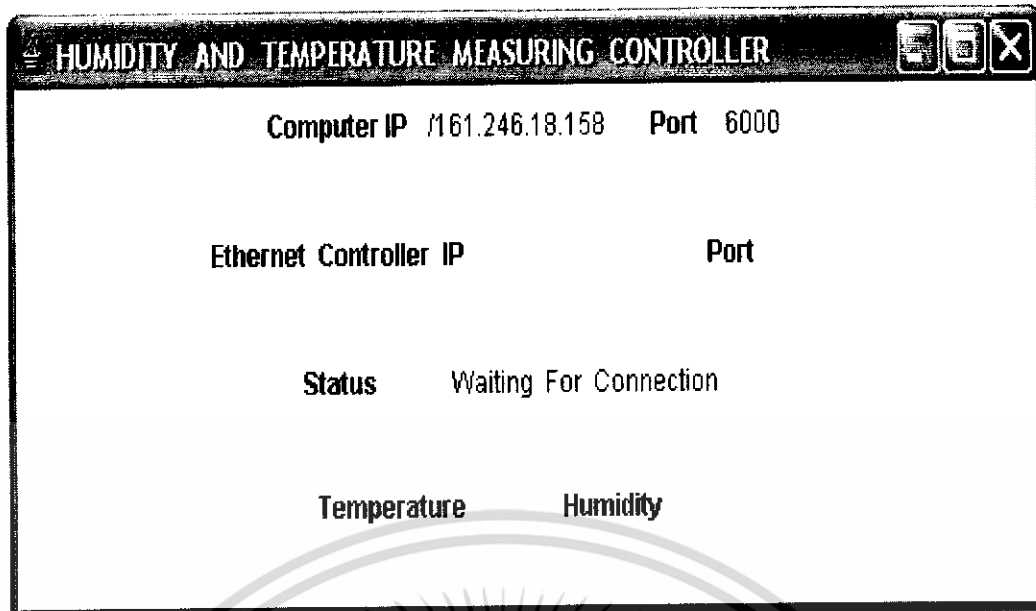 HUMIDITY AND TEMPERATURE MEASURING CONTROLLER
Computer IP /161.246.18.158 Port 6000
Ethernet Controller IP Port
Status Waiting For Connection
Temperature Humidity